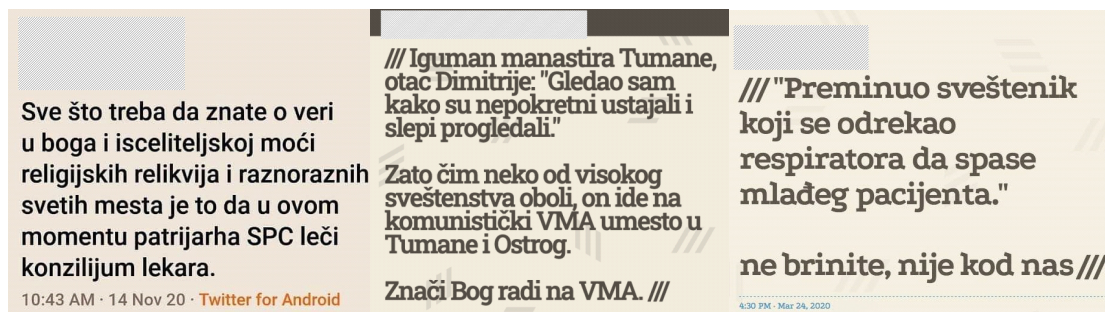 Sve što treba da znate o veri
u boga i isceliteljskoj moći
religijskih relikvija i raznoraznih
svetih mesta je to da u ovom
momentu patrijarha SPC leči
konzilijum lekara.
10:43 AM · 14 Nov 20 · Twitter for Android
/// Iguman manastira Tumane,
otac Dimitrije: "Gledao sam
kako su nepokretni ustajali i
slepi progledali."
Zato čim neko od visokog
sveštenstva oboli, on ide na
komunistički VMA umesto u
Tumane i Ostrog.
Znači Bog radi na VMA. ///
/// "Preminuo sveštenik
koji se odrekao
respiratora da spase
mlađeg pacijenta."
ne brinite, nije kod nas ///
4:30 PM · Mar 24, 2020